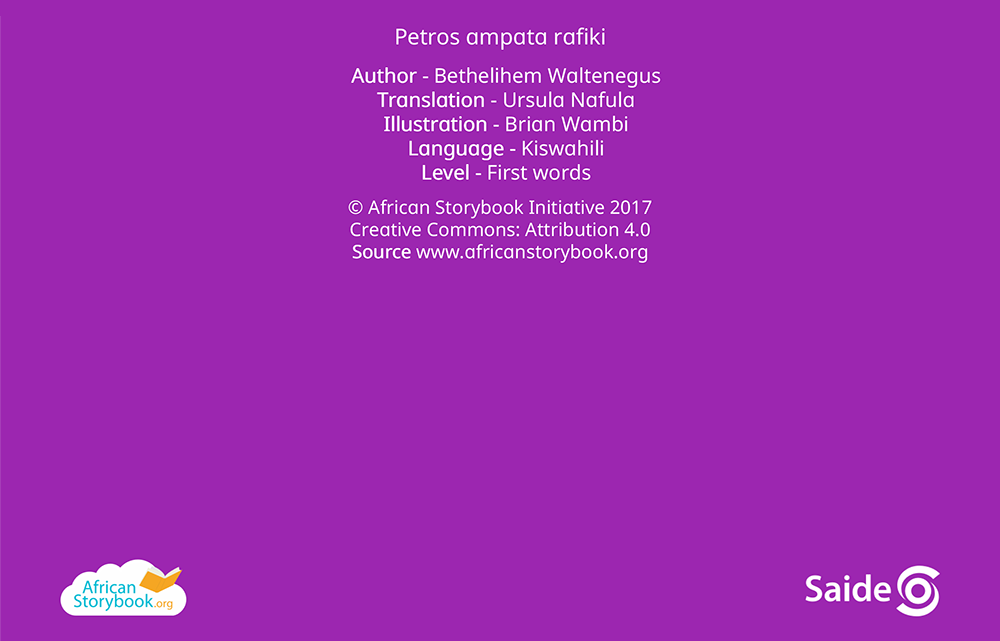 Petros ampata rafiki
Author - Bethelihem Waltenegus
Translation - Ursula Nafula
Illustration - Brian Wambi
Language - Kiswahili
Level - First words
© African Storybook Initiative 2017
Creative Commons: Attribution 4.0
Source www.africanstorybook.org
African
Storybook.org
Saide